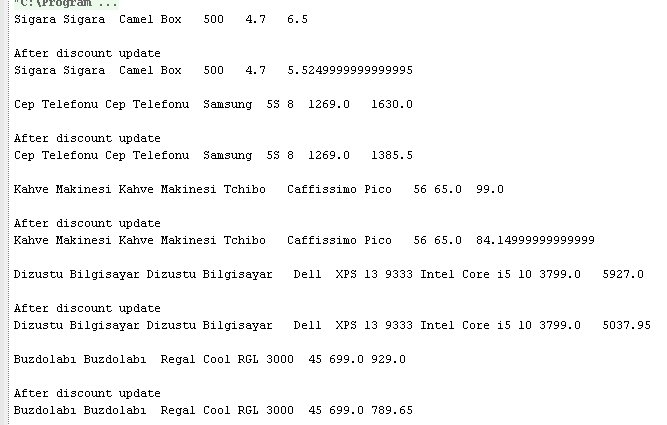 "C:\Program ...
Sigara Sigara Camel Box 500 4.7 6.5
After discount update
Sigara Sigara Camel Box 500 4.7 5.5249999999999995
Cep Telefonu Cep Telefonu Samsung 5S 8 1269.0 1630.0
After discount update
Cep Telefonu Cep Telefonu Samsung 5S 8 1269.0 1385.5
Kahve Makinesi Kahve Makinesi Tchibo Caffissimo Pico 56 65.0 99.0
After discount update
Kahve Makinesi Kahve Makinesi Tchibo Caffissimo Pico 56 65.0 84.14999999999999
Dizustu Bilgisayar Dizustu Bilgisayar Dell XPS 13 9333 Intel Core i5 10 3799.0 5927.0
After discount update
Dizustu Bilgisayar Dizustu Bilgisayar Dell XPS 13 9333 Intel Core i5 10 3799.0 5037.95
Buzdolabı Buzdolabı Regal Cool RGL 3000 45 699.0 929.0
After discount update
Buzdolabı Buzdolabı Regal Cool RGL 3000 45 699.0 789.65